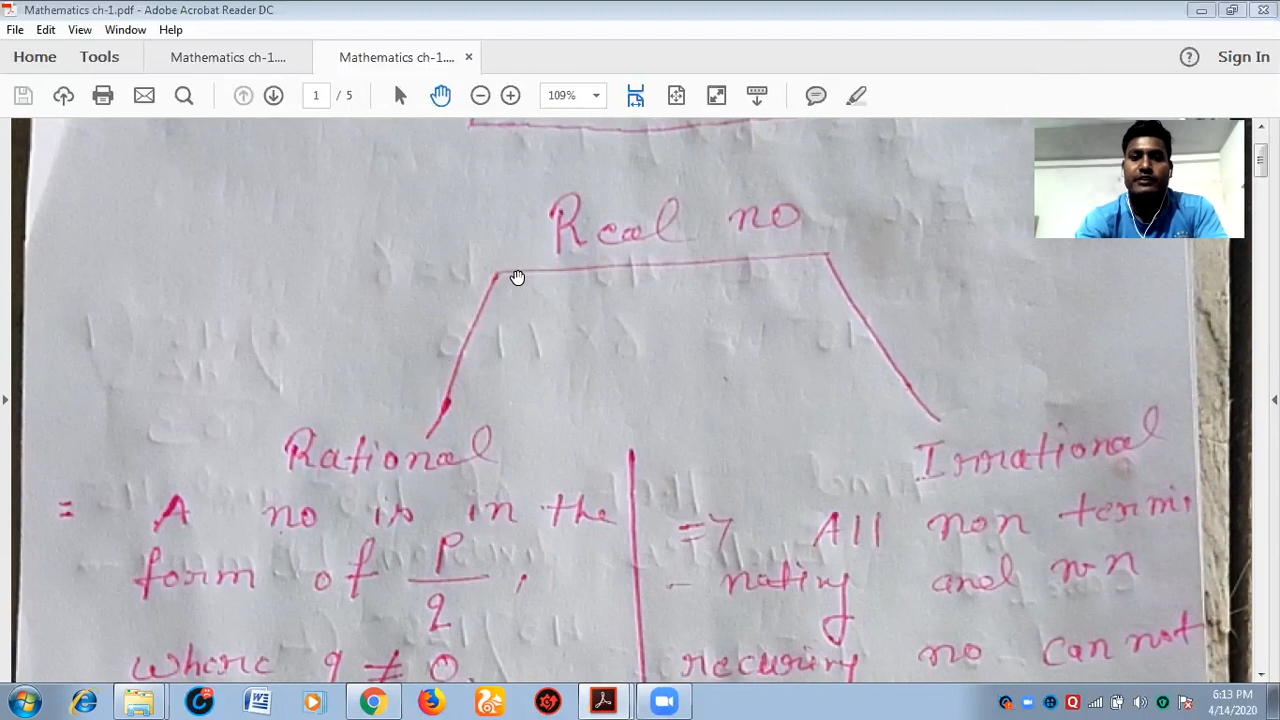 Mathematics ch-1.pdf - Adobe Acrobat Reader DC
File Edit View Window Help
Home Tools Mathematics ch-1.... Mathematics ch-1.... × Sign In
1 / 5 109%
Real no
Rational
Irrational
= A no is in the
form of P/q,
where q ≠ 0.
=> All non termi
- nating and non
recuring no can not
6:13 PM
4/14/2020